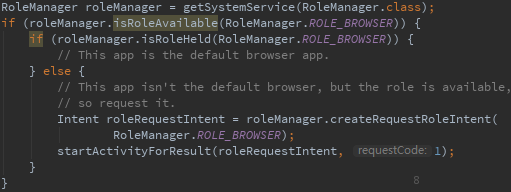 RoleManager roleManager = getSystemService(RoleManager.class);
if (roleManager.isRoleAvailable(RoleManager.ROLE_BROWSER)) {
    if (roleManager.isRoleHeld(RoleManager.ROLE_BROWSER)) {
        // This app is the default browser app.
    } else {
        // This app isn't the default browser, but the role is available,
        // so request it.
        Intent roleRequestIntent = roleManager.createRequestRoleIntent(
                RoleManager.ROLE_BROWSER);
        startActivityForResult(roleRequestIntent, requestCode: 1);
    }
}
8